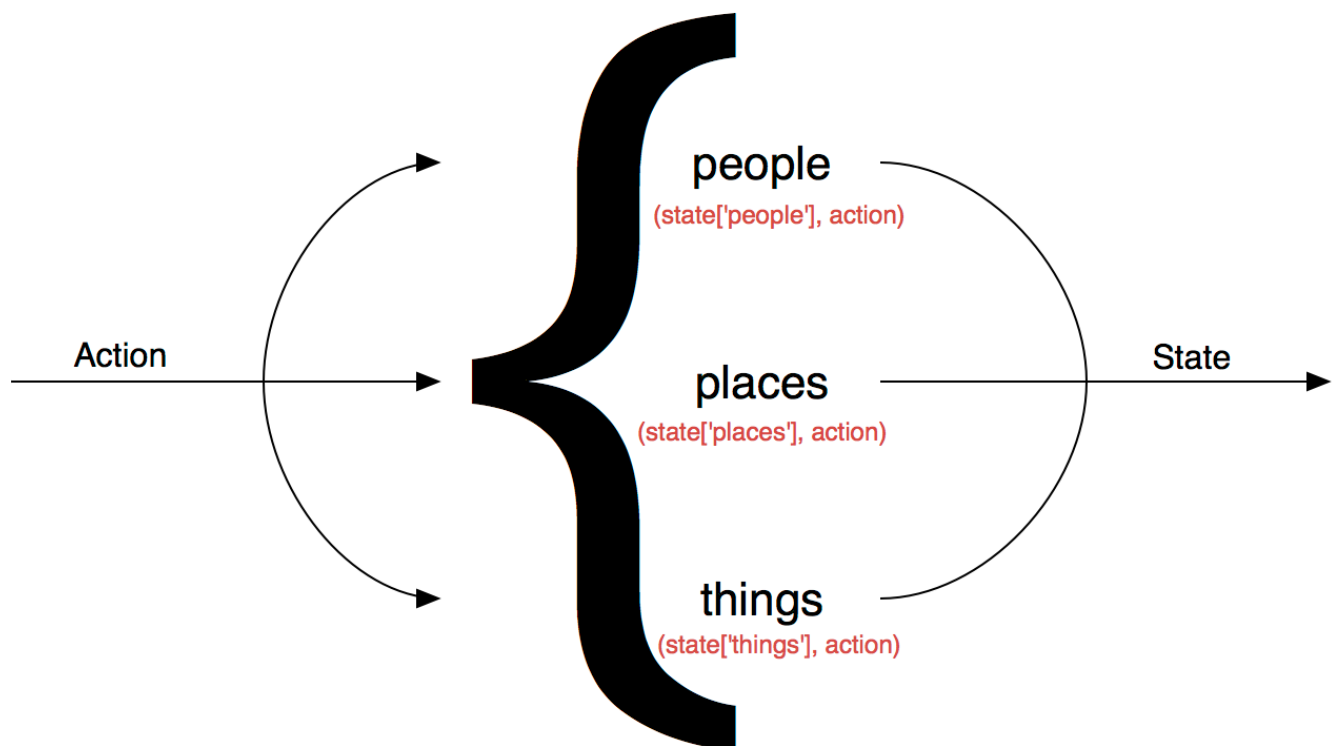 people
(state['people'], action)
Action
places
State
(state['places'], action)
things
(state['things'], action)